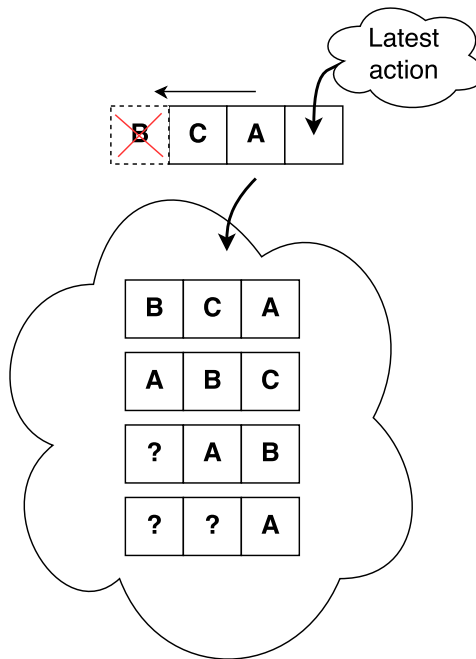 Latest
action
B C A
B C A
A B C
? A B
? ? A